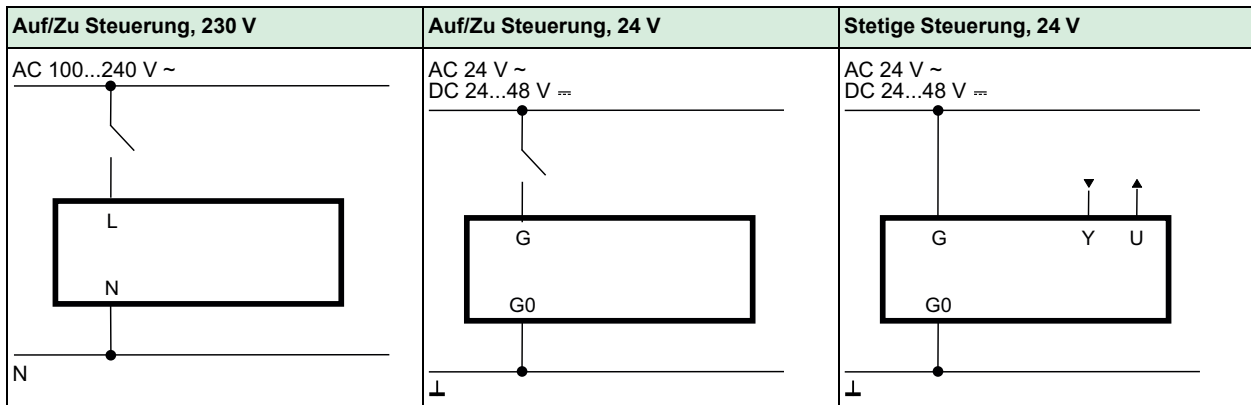 Auf/Zu Steuerung, 230 V
AC 100...240 V ~
L
N
N
Auf/Zu Steuerung, 24 V
AC 24 V ~
DC 24...48 V ⎓
G
G0
⊥
Stetige Steuerung, 24 V
AC 24 V ~
DC 24...48 V ⎓
G Y U
G0
⊥